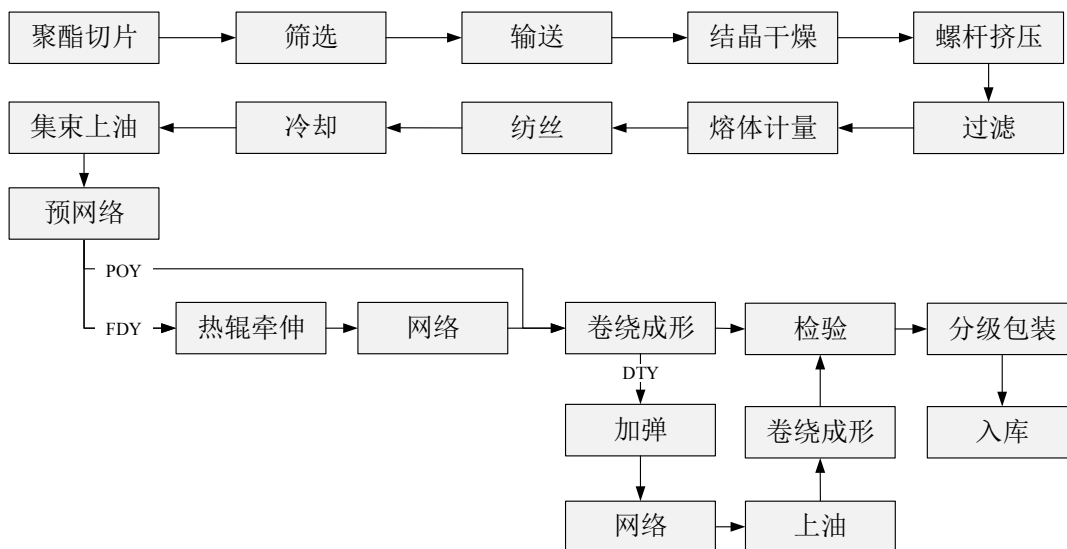 聚酯切片
筛选
输送
结晶干燥
螺杆挤压
集束上油
冷却
纺丝
熔体计量
过滤
预网络
POY
FDY
热辊牵伸
网络
卷绕成形
检验
分级包装
DTY
加弹
卷绕成形
入库
网络
上油